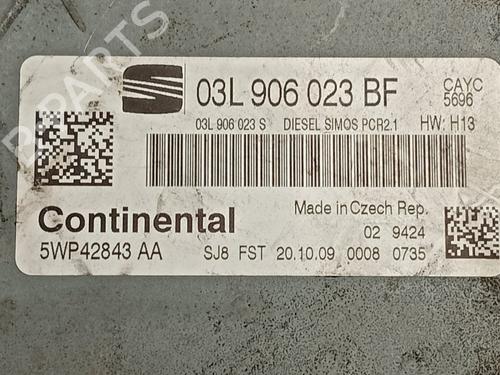 03L 906 023 BF
CAYC
5696
03L 906 023 S DIESEL SIMOS PCR2.1 HW: H13
Continental
Made in Czech Rep.
02 9424
5WP42843 AA SJ8 FST 20.10.09 0008 0735
B-PARTS